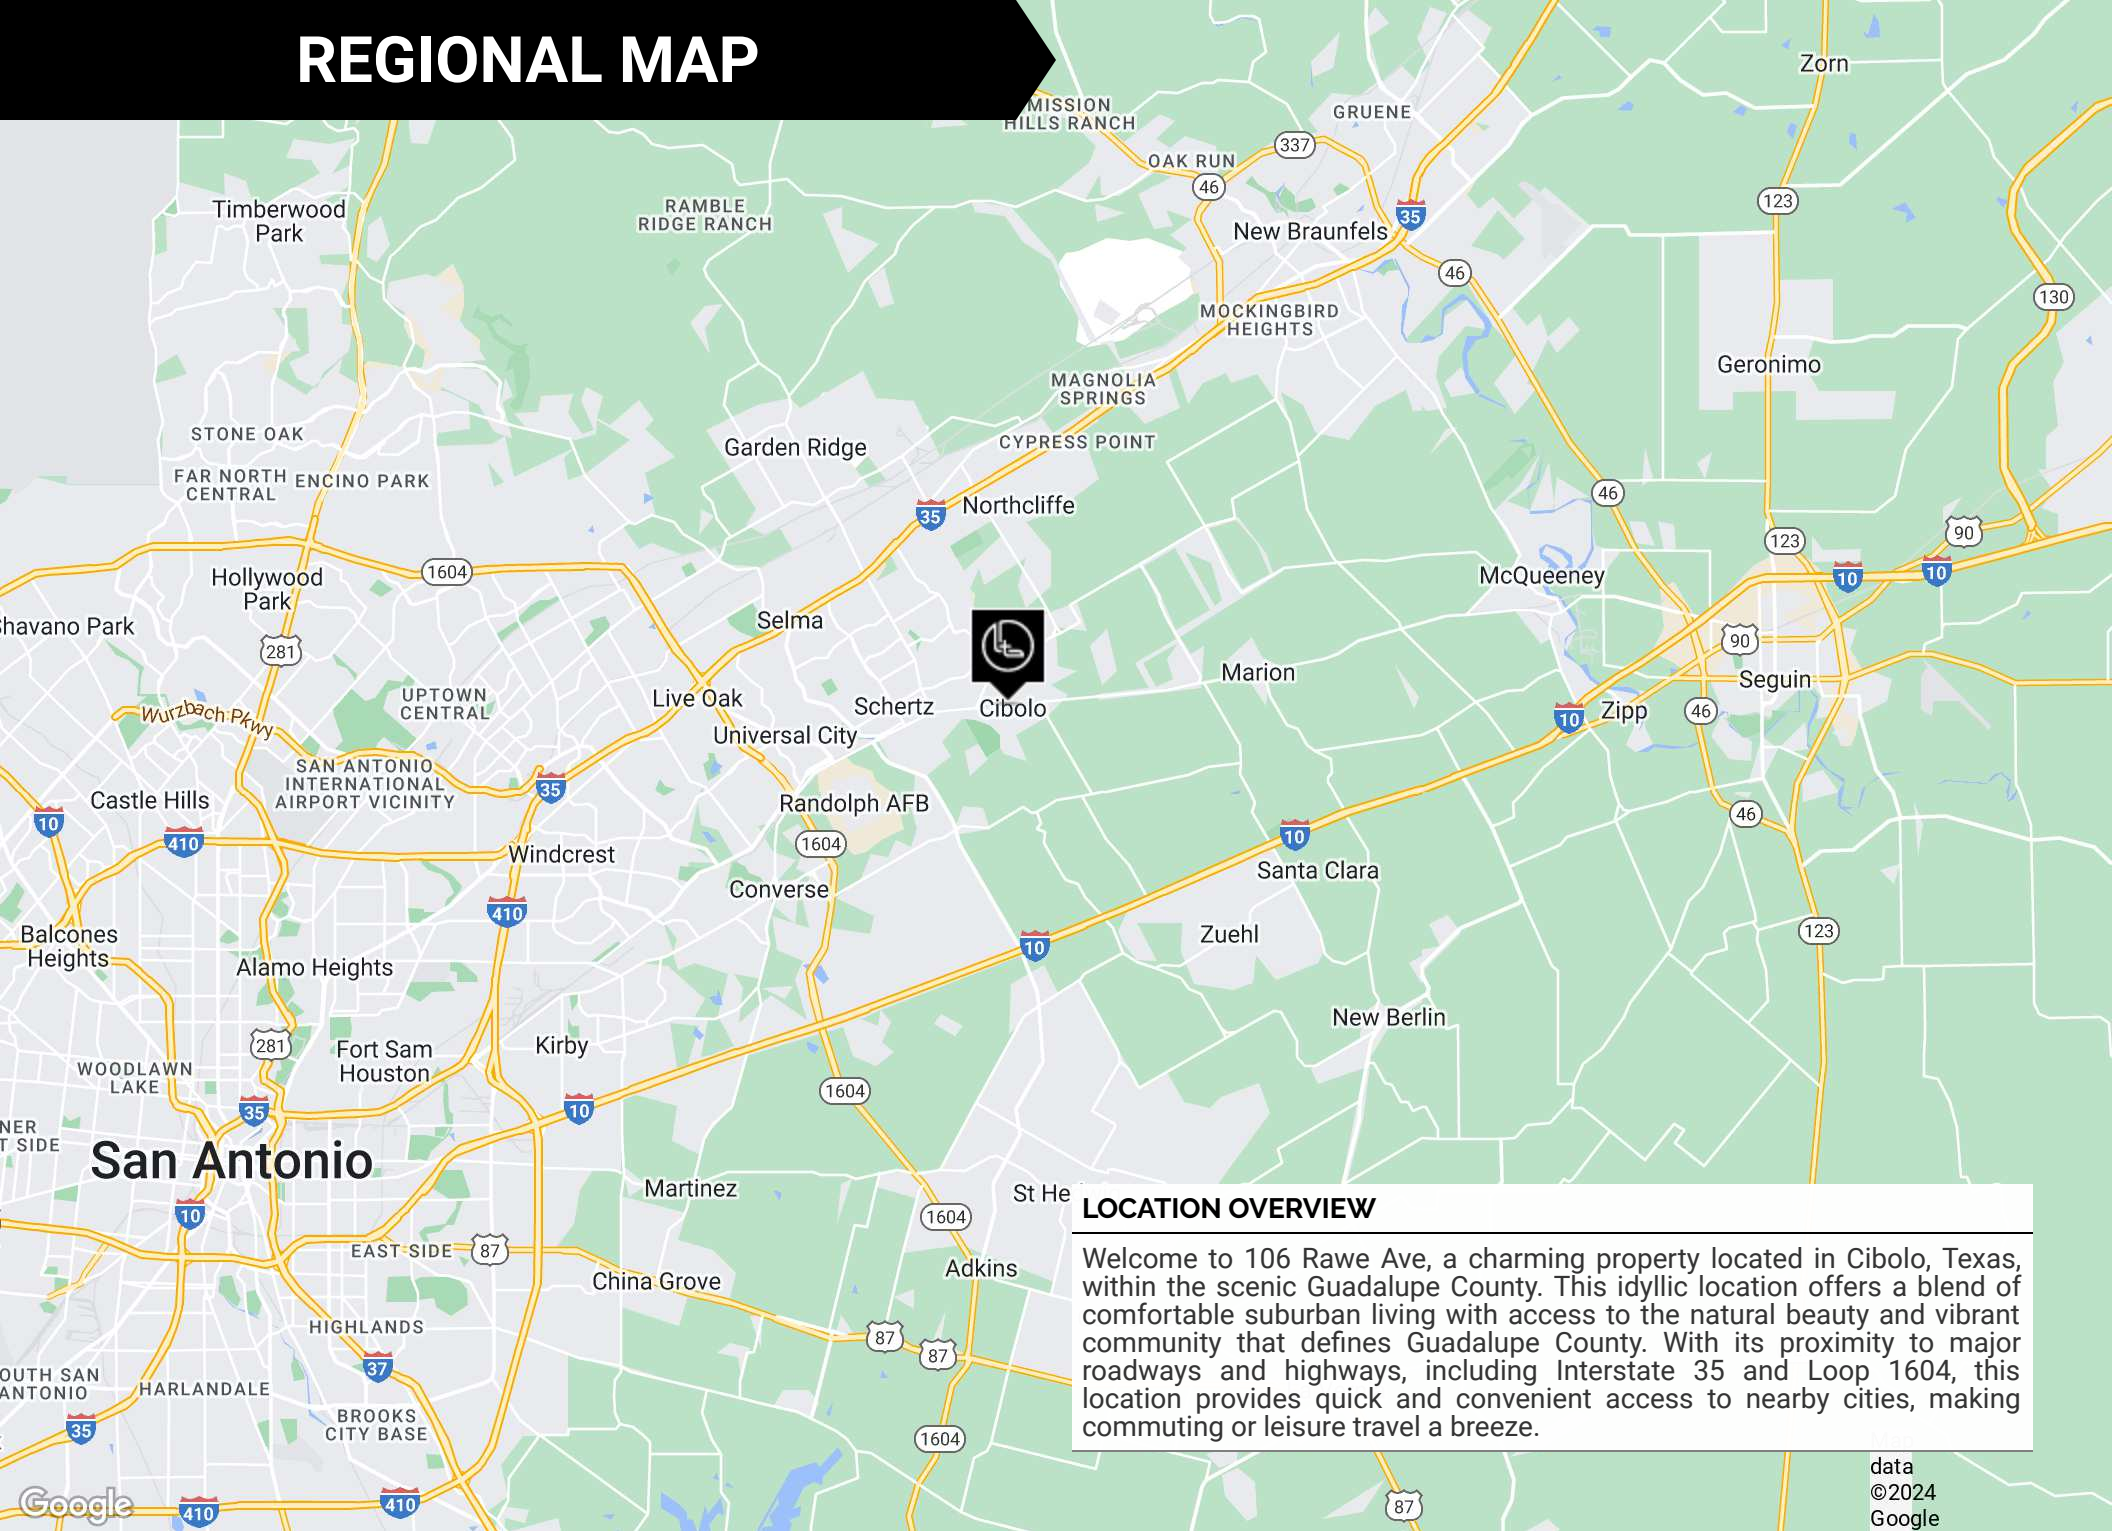 REGIONAL MAP
Zorn
MISSION
HILLS RANCH
GRUENE
337
OAK RUN
46
123
Timberwood
Park
RAMBLE
RIDGE RANCH
35
New Braunfels
46
130
MOCKINGBIRD
HEIGHTS
Geronimo
MAGNOLIA
SPRINGS
STONE OAK
Garden Ridge
CYPRESS POINT
FAR NORTH
CENTRAL
ENCINO PARK
46
35
Northcliffe
90
123
1604
Hollywood
Park
McQueeney
10
10
Shavano Park
Selma
281
90
Marion
Seguin
UPTOWN
CENTRAL
Live Oak
Schertz
Cibolo
Wurzbach Pkwy
10
Zipp
46
Universal City
SAN ANTONIO
INTERNATIONAL
AIRPORT VICINITY
35
Castle Hills
Randolph AFB
46
10
410
1604
10
Windcrest
Santa Clara
Converse
410
Balcones
Heights
Zuehl
123
10
Alamo Heights
New Berlin
281
Fort Sam
Houston
Kirby
WOODLAWN
LAKE
1604
35
10
NER
T SIDE
San Antonio
Martinez
St He
10
1604
EAST SIDE
87
Adkins
China Grove
HIGHLANDS
87
87
37
OUTH SAN
ANTONIO
HARLANDALE
BROOKS
CITY BASE
35
1604
410
410
87
Google
LOCATION OVERVIEW
Welcome to 106 Rawe Ave, a charming property located in Cibolo, Texas,
within the scenic Guadalupe County. This idyllic location offers a blend of
comfortable suburban living with access to the natural beauty and vibrant
community that defines Guadalupe County. With its proximity to major
roadways and highways, including Interstate 35 and Loop 1604, this
location provides quick and convenient access to nearby cities, making
commuting or leisure travel a breeze.
Map
data
©2024
Google